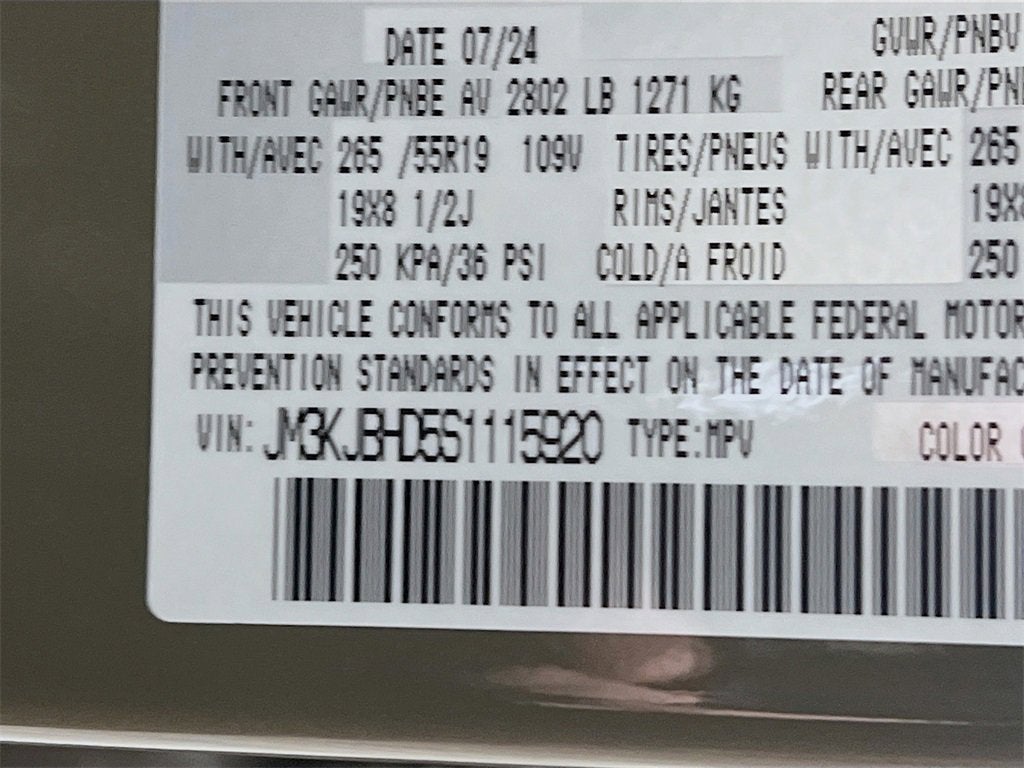 DATE 07/24 GVWR/PNBV
FRONT GAWR/PNBE AV 2802 LB 1271 KG REAR GAWR/PNB
WITH/AVEC 265 /55R19 109V TIRES/PNEUS WITH/AVEC 265
19X8 1/2J RIMS/JANTES 19X8
250 KPA/36 PSI COLD/A FROID 250
THIS VEHICLE CONFORMS TO ALL APPLICABLE FEDERAL MOTOR
PREVENTION STANDARDS IN EFFECT ON THE DATE OF MANUFAC
VIN: JM3KJBHD5S1115920 TYPE:MPV COLOR